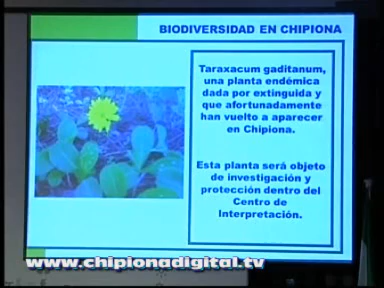 BIODIVERSIDAD EN CHIPIONA
Taraxacum gaditanum,
una planta endémica
dada por extinguida y
que afortunadamente
han vuelto a aparecer
en Chipiona.
Esta planta será objeto
de investigación y
protección dentro del
Centro de
Interpretación.
www.chipionadigital.tv